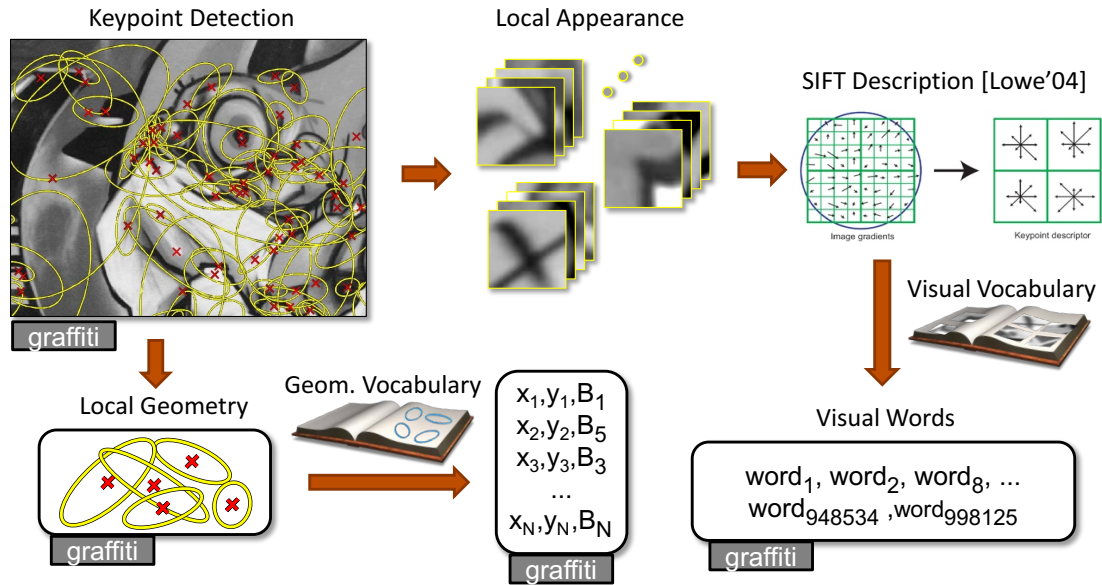 Keypoint Detection
Local Appearance
SIFT Description [Lowe'04]
Image gradients
Keypoint descriptor
graffiti
Visual Vocabulary
Local Geometry
Geom. Vocabulary
Visual Words
x1,y1,B1
x2,y2,B5
x3,y3,B3
...
xN,yN,BN
word1, word2, word8, ...
word948534 ,word998125
graffiti
graffiti
graffiti